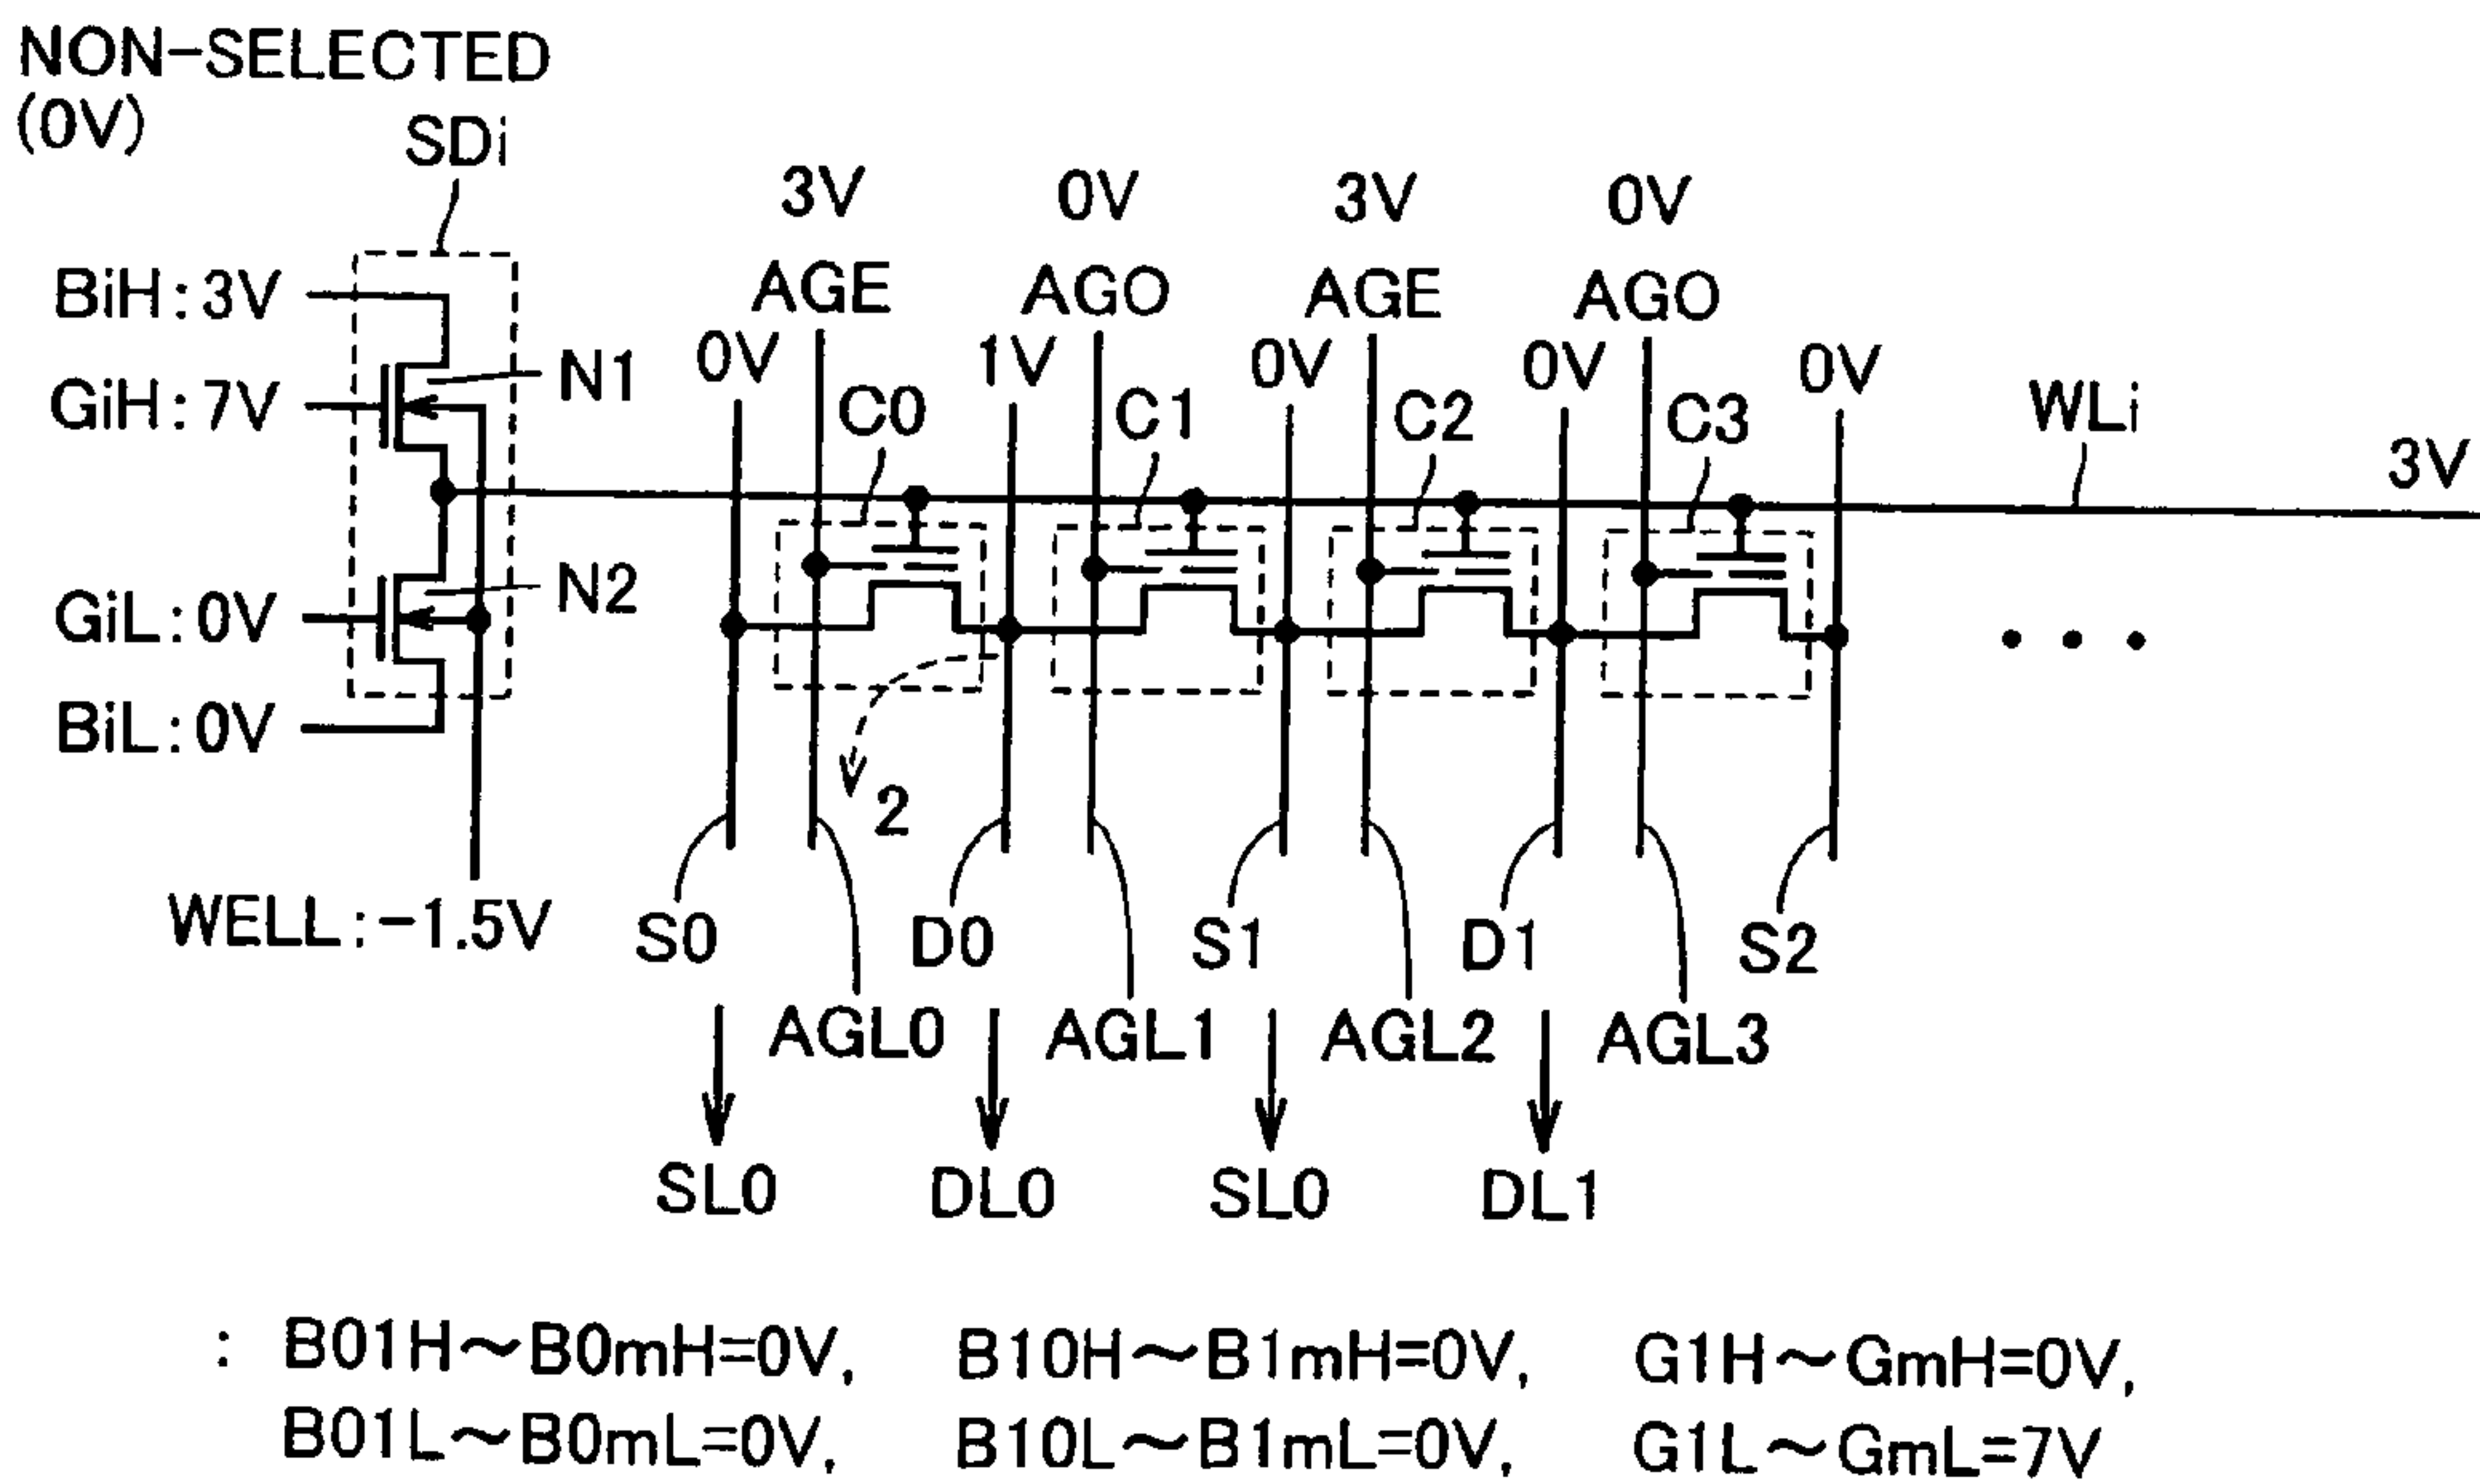 NON-SELECTED
(0V)
SDi
3V 0V 3V 0V
BiH:3V AGE AGO AGE AGO
0V 1V 0V 0V 0V
N1
GiH:7V C0 C1 C2 C3 WLi
3V
GiL:0V N2
BiL:0V
2
WELL:-1.5V S0 D0 S1 D1 S2
AGL0 AGL1 AGL2 AGL3
SL0 DL0 SL0 DL1
: B01H～B0mH=0V, B10H～B1mH=0V, G1H～GmH=0V,
B01L～B0mL=0V, B10L～B1mL=0V, G1L～GmL=7V